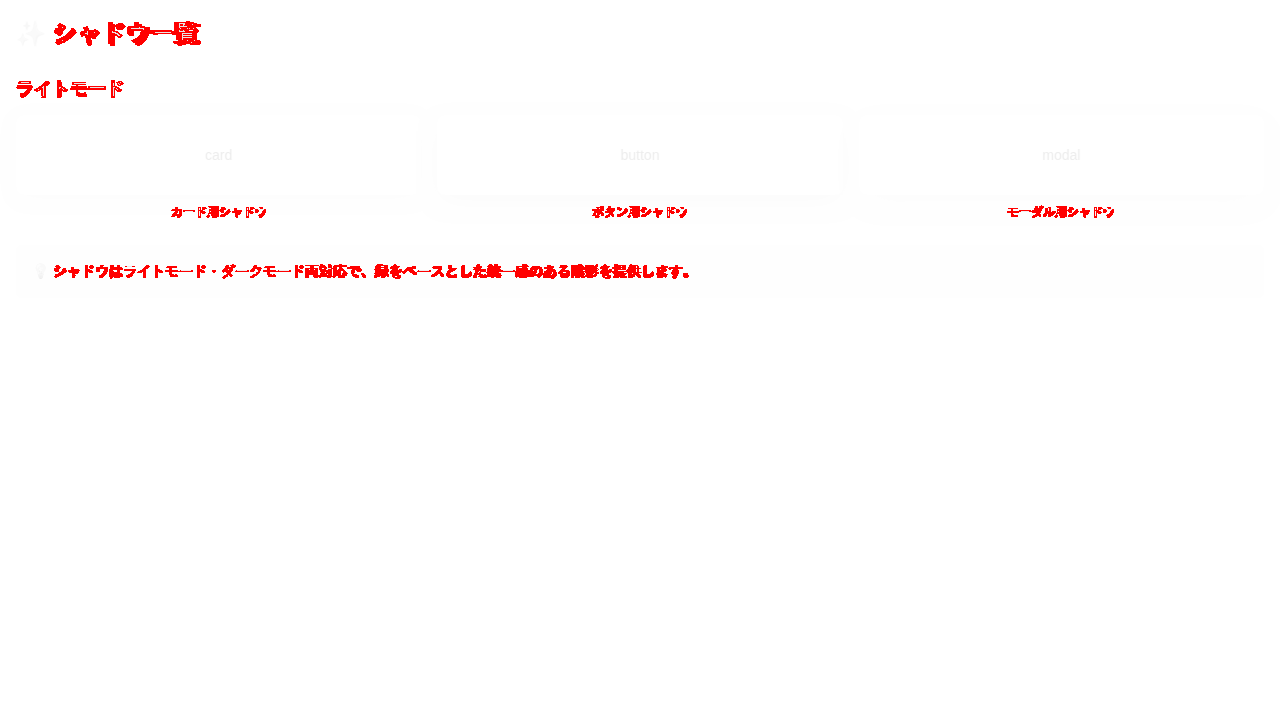 ✨ シャドウ一覧
ライトモード
card
button
modal
カード用シャドウ
ボタン用シャドウ
モーダル用シャドウ
シャドウはライトモード・ダークモード両対応で、緑をベースとした統一感のある陰影を提供します。